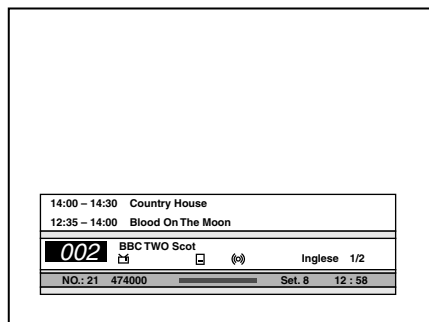 14:00 – 14:30 Country House
12:35 – 14:00 Blood On The Moon
002 BBC TWO Scot
Inglese 1/2
NO.: 21 474000 Set. 8 12 : 58